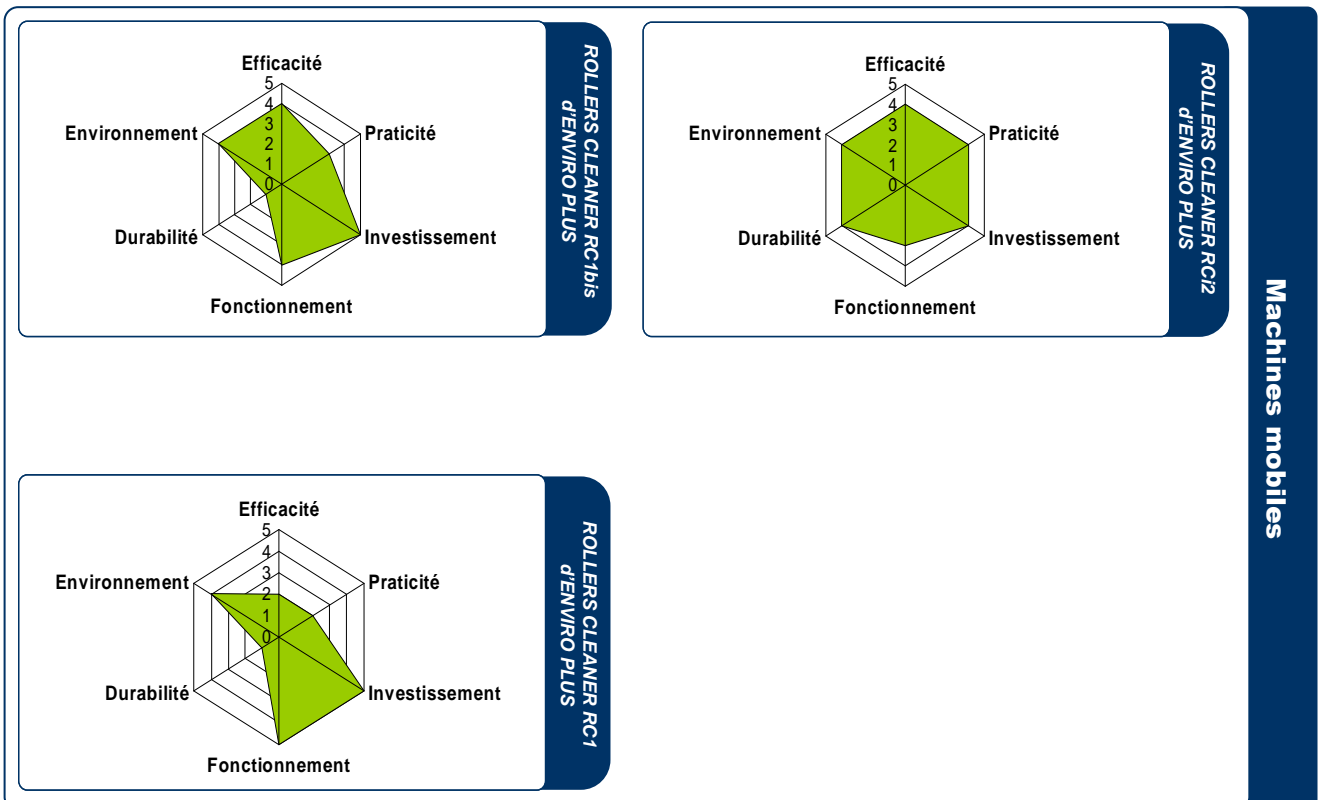 Efficacité
5
4
3
2
1
0
Praticité
Investissement
Fonctionnement
Durabilité
Environnement
ROLLERS CLEANER RC1bis
d'ENVIRO PLUS
Efficacité
5
4
3
2
1
0
Praticité
Investissement
Fonctionnement
Durabilité
Environnement
ROLLERS CLEANER RCi2
d'ENVIRO PLUS
Efficacité
5
4
3
2
1
0
Praticité
Investissement
Fonctionnement
Durabilité
Environnement
ROLLERS CLEANER RC1
d'ENVIRO PLUS
Machines mobiles